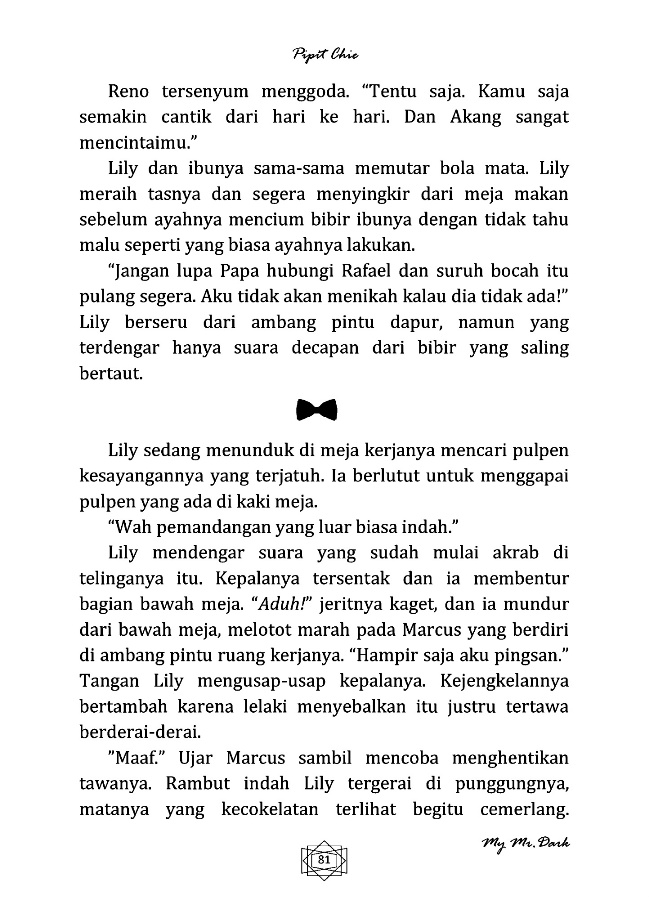 Pipit Chie
Reno tersenyum menggoda. “Tentu saja. Kamu saja
semakin cantik dari hari ke hari. Dan Akang sangat
mencintaimu.”
Lily dan ibunya sama-sama memutar bola mata. Lily
meraih tasnya dan segera menyingkir dari meja makan
sebelum ayahnya mencium bibir ibunya dengan tidak tahu
malu seperti yang biasa ayahnya lakukan.
“Jangan lupa Papa hubungi Rafael dan suruh bocah itu
pulang segera. Aku tidak akan menikah kalau dia tidak ada!”
Lily berseru dari ambang pintu dapur, namun yang
terdengar hanya suara decapan dari bibir yang saling
bertaut.
Lily sedang menunduk di meja kerjanya mencari pulpen
kesayangannya yang terjatuh. Ia berlutut untuk menggapai
pulpen yang ada di kaki meja.
“Wah pemandangan yang luar biasa indah.”
Lily mendengar suara yang sudah mulai akrab di
telinganya itu. Kepalanya tersentak dan ia membentur
bagian bawah meja. “Aduh!” jeritnya kaget, dan ia mundur
dari bawah meja, melotot marah pada Marcus yang berdiri
di ambang pintu ruang kerjanya. “Hampir saja aku pingsan.”
Tangan Lily mengusap-usap kepalanya. Kejengkelannya
bertambah karena lelaki menyebalkan itu justru tertawa
berderai-derai.
”Maaf.” Ujar Marcus sambil mencoba menghentikan
tawanya. Rambut indah Lily tergerai di punggungnya,
matanya yang kecokelatan terlihat begitu cemerlang.
My Mr. Dark
81